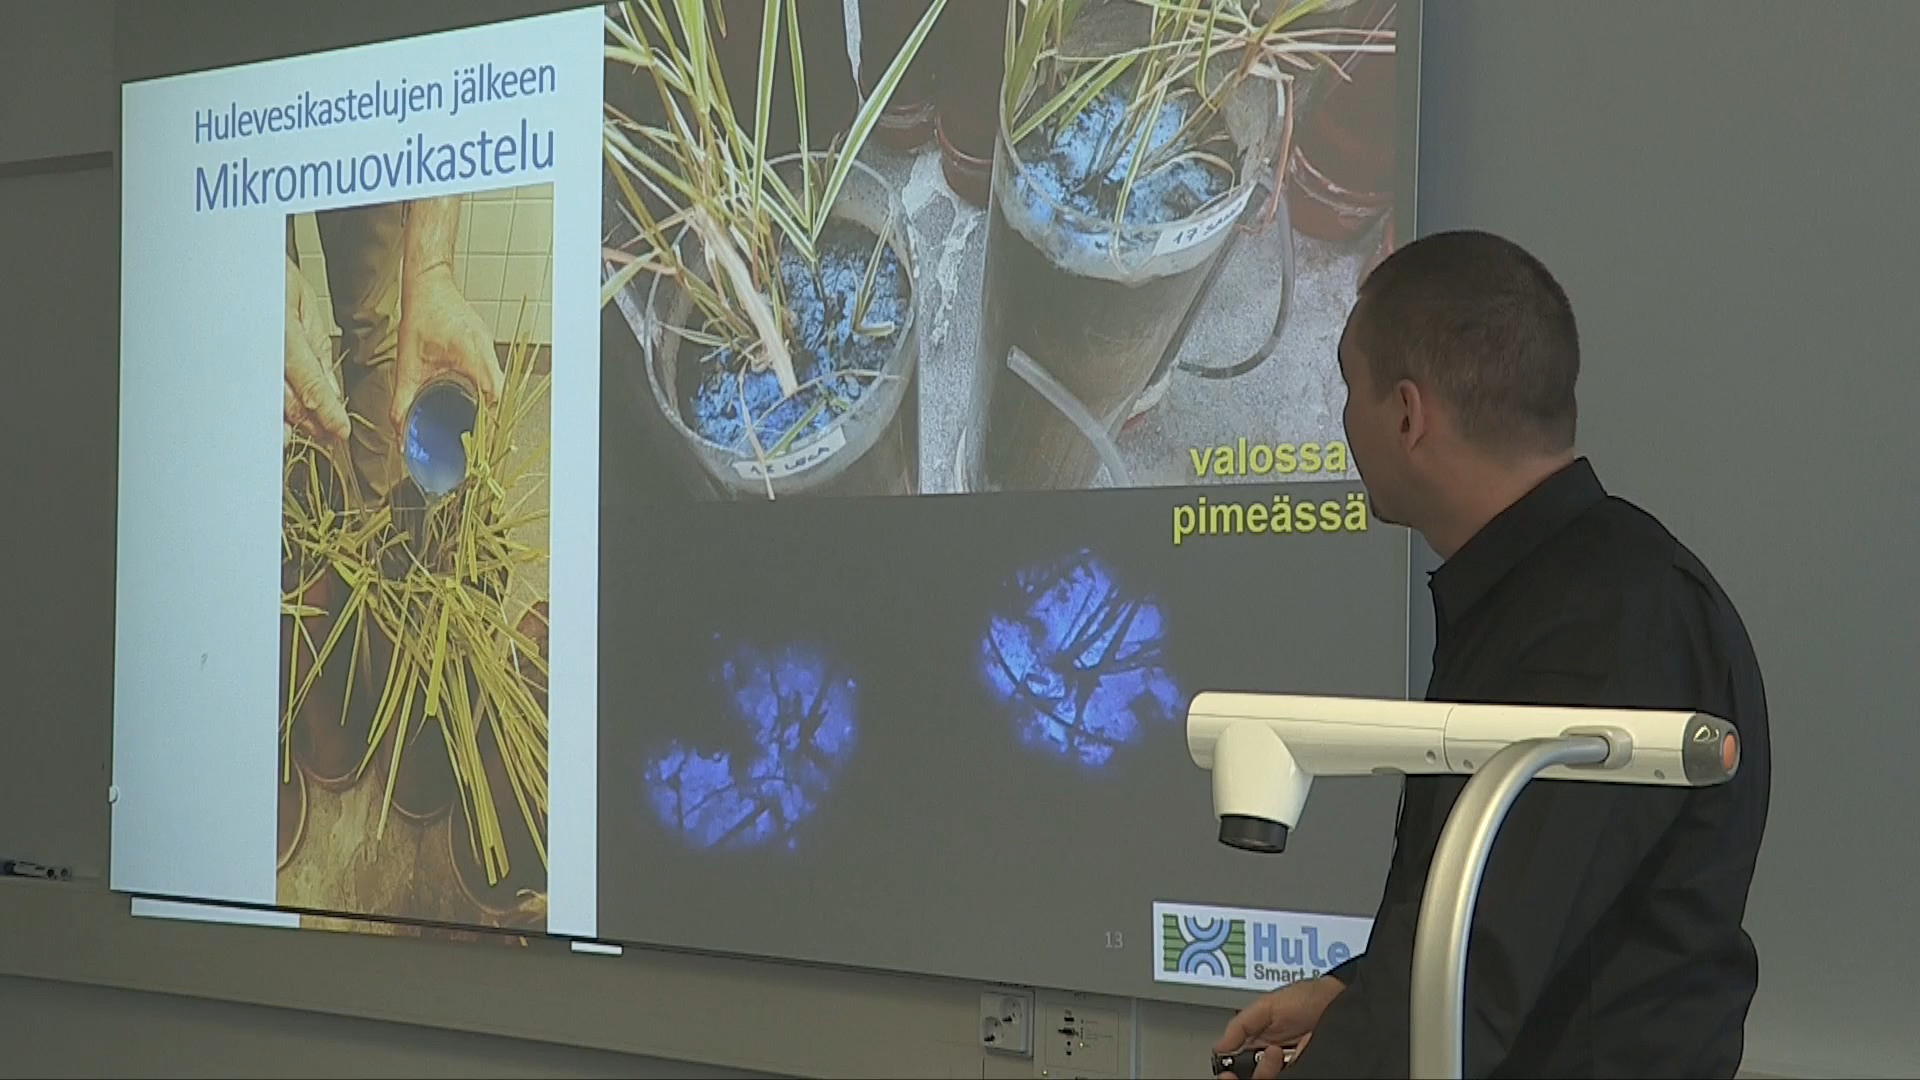 Hulevesikastelujen jälkeen
Mikromuovikastelu
valossa
pimeässä
13
Hule
Smart &